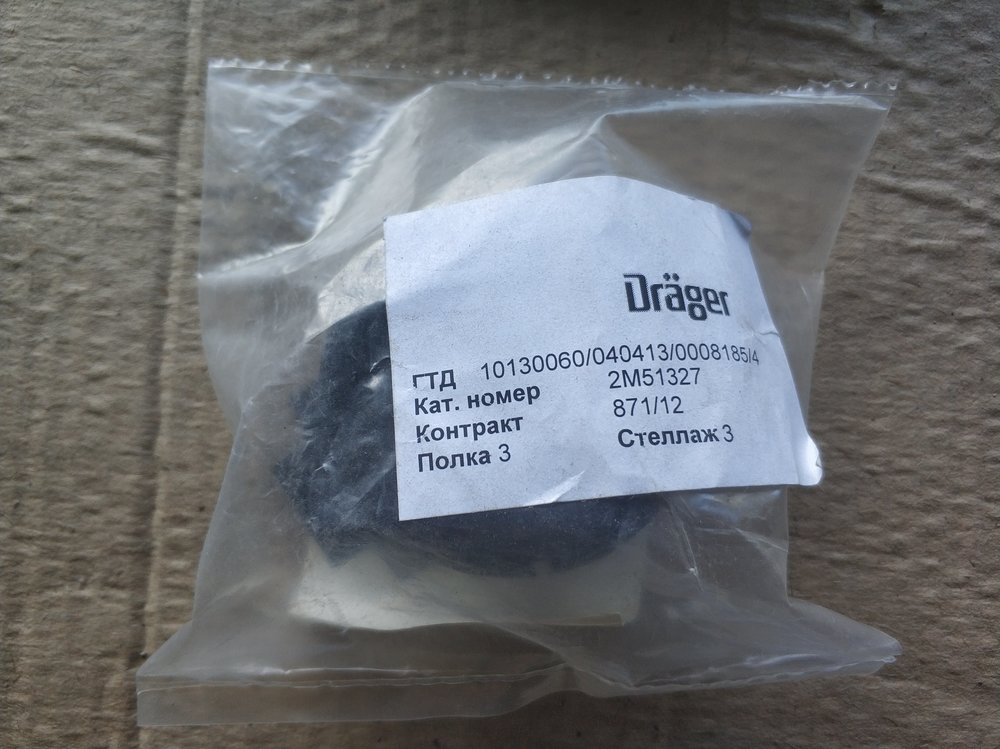 Dräger
ГТД 10130060/040413/0008185/4
Кат. номер 2M51327
Контракт 871/12
Полка 3 Стеллаж 3